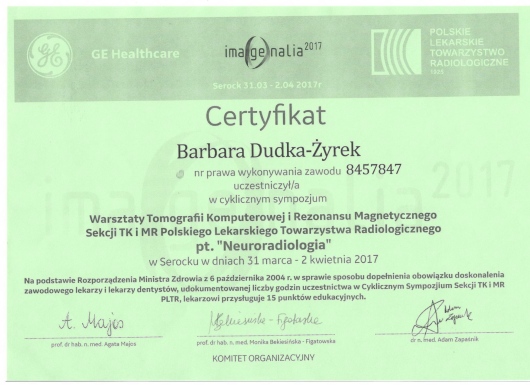 GE Healthcare
imagenalia 2017
Serock 31.03 - 2.04 2017r
POLSKIE
LEKARSKIE
TOWARZYSTWO
RADIOLOGICZNE
1925
Certyfikat
Barbara Dudka-Żyrek
nr prawa wykonywania zawodu 8457847
uczestniczył/a
w cyklicznym sympozjum
Warsztaty Tomografii Komputerowej i Rezonansu Magnetycznego
Sekcji TK i MR Polskiego Lekarskiego Towarzystwa Radiologicznego
pt. "Neuroradiologia"
w Serocku w dniach 31 marca - 2 kwietnia 2017
Na podstawie Rozporządzenia Ministra Zdrowia z 6 października 2004 r. w sprawie sposobu dopełnienia obowiązku doskonalenia
zawodowego lekarzy i lekarzy dentystów, udokumentowanej liczby godzin uczestnictwa w Cyklicznym Sympozjum Sekcji TK i MR
PLTR, lekarzowi przysługuje 15 punktów edukacyjnych.
A. Majos
MBekiesińska - Figatowska
prof. dr hab. n. med. Agata Majos
prof. dr hab. n. med. Monika Bekiesińska - Figatowska
dr n. med. Adam Zapaśnik
KOMITET ORGANIZACYJNY